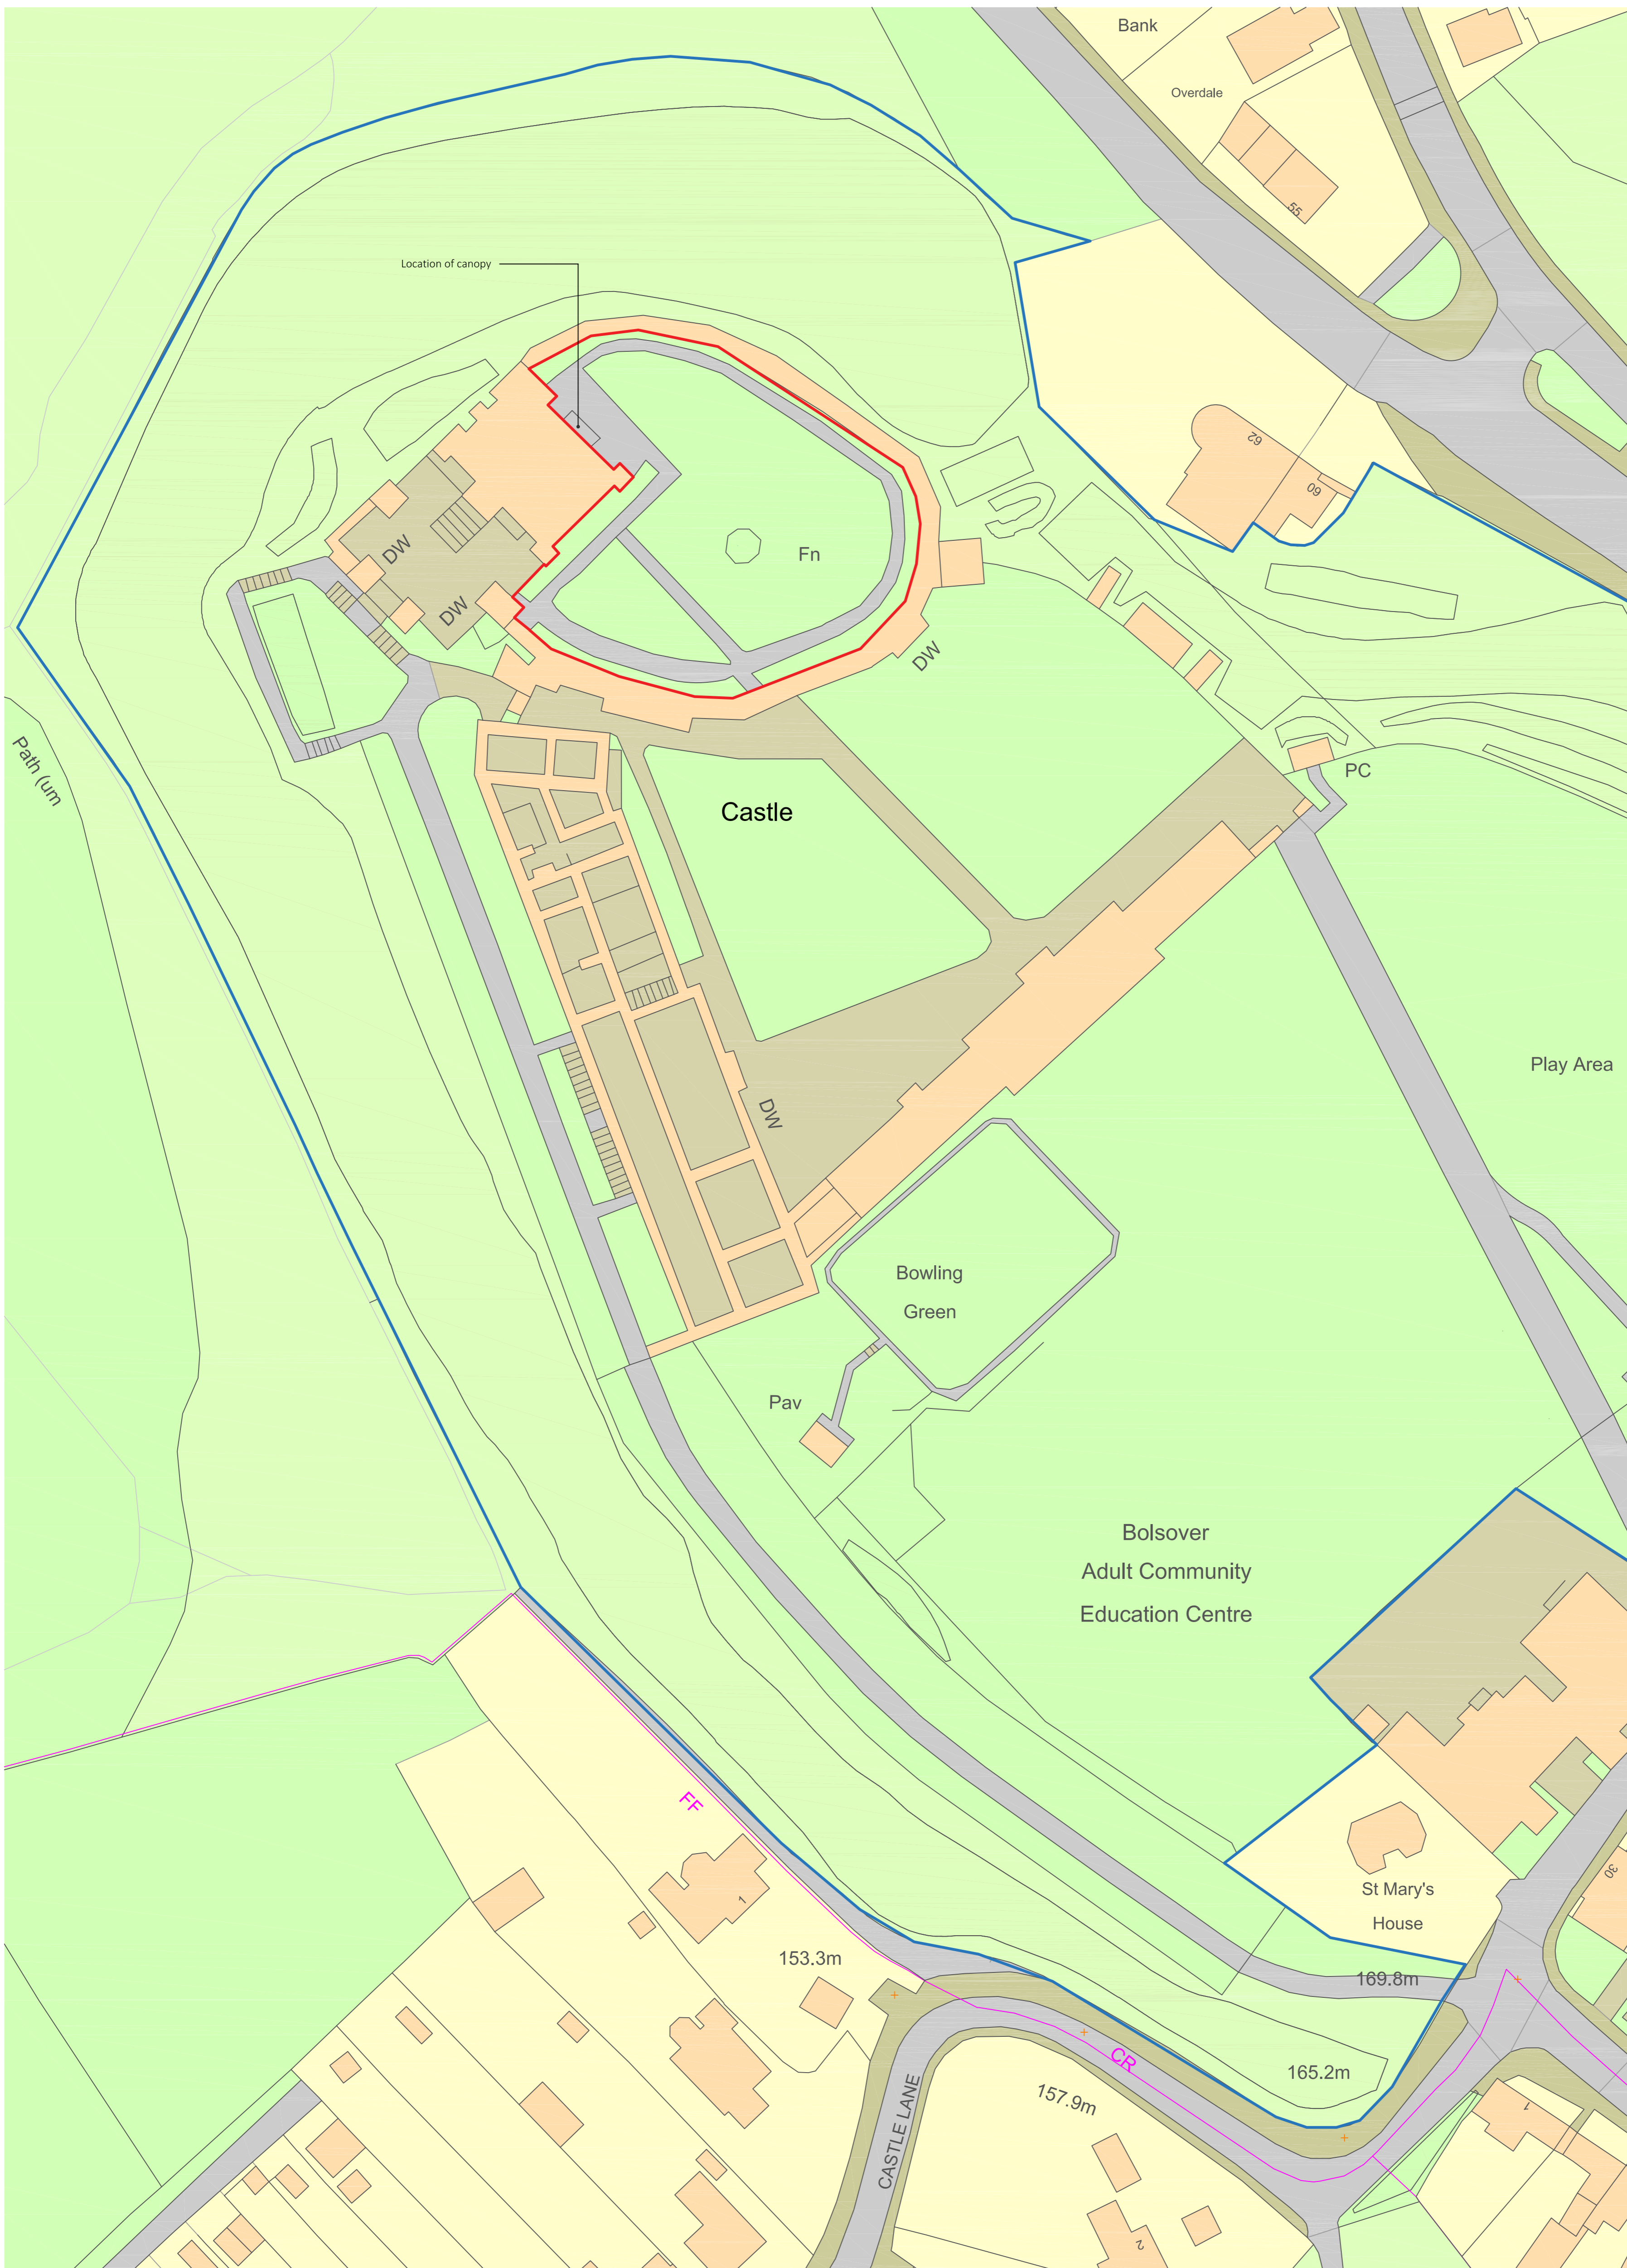 Bank
Overdale
55
Location of canopy
62
60
Fn
DW
DW
DW
Path (um
PC
Castle
Play Area
DW
Bowling
Green
Pav
Bolsover
Adult Community
Education Centre
FF
1
St Mary's
House
30
153.3m
169.8m
CR
165.2m
157.9m
CASTLE LANE
1
2